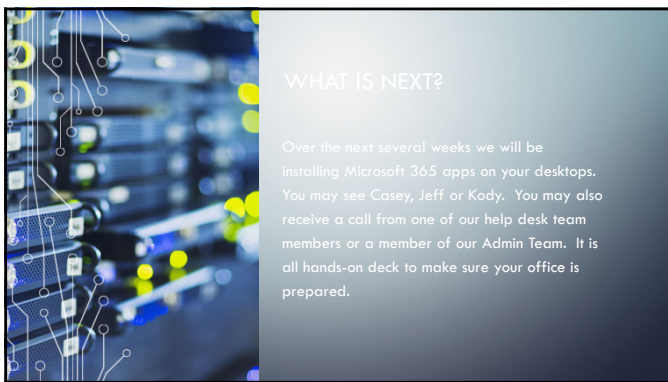 WHAT IS NEXT?
Over the next several weeks we will be
installing Microsoft 365 apps on your desktops.
You may see Casey, Jeff or Kody.  You may also
receive a call from one of our help desk team
members or a member of our Admin Team.  It is
all hands-on deck to make sure your office is
prepared.